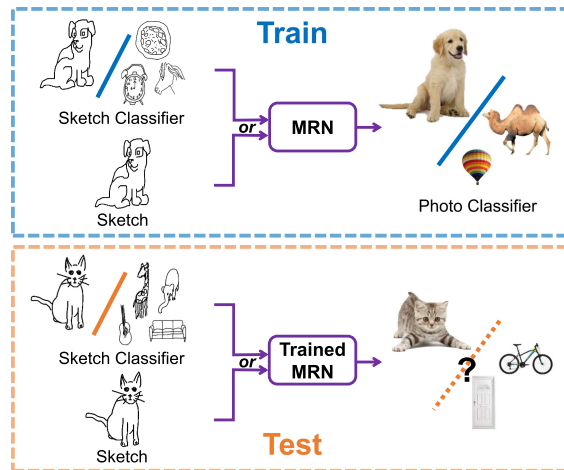 Train
Sketch Classifier
or
MRN
Sketch
Photo Classifier
Sketch Classifier
or
Trained
MRN
?
Sketch
Test